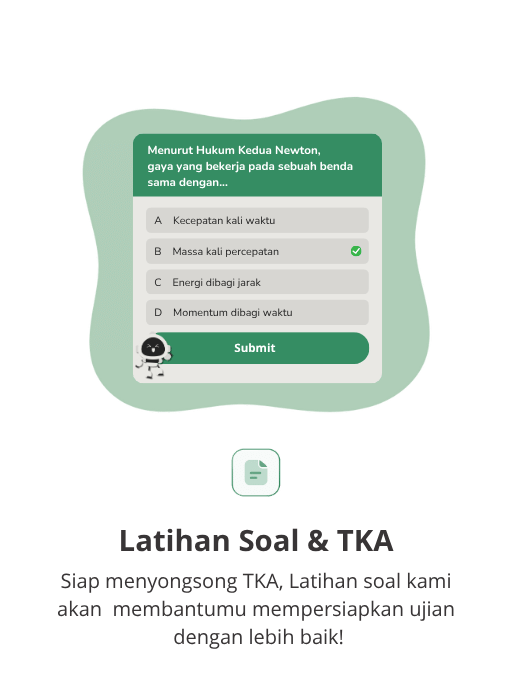 Menurut Hukum Kedua Newton,
gaya yang bekerja pada sebuah benda
sama dengan...
A Kecepatan kali waktu
B Massa kali percepatan
C Energi dibagi jarak
D Momentum dibagi waktu
Submit
Latihan Soal & TKA
Siap menyongsong TKA, Latihan soal kami
akan  membantumu mempersiapkan ujian
dengan lebih baik!